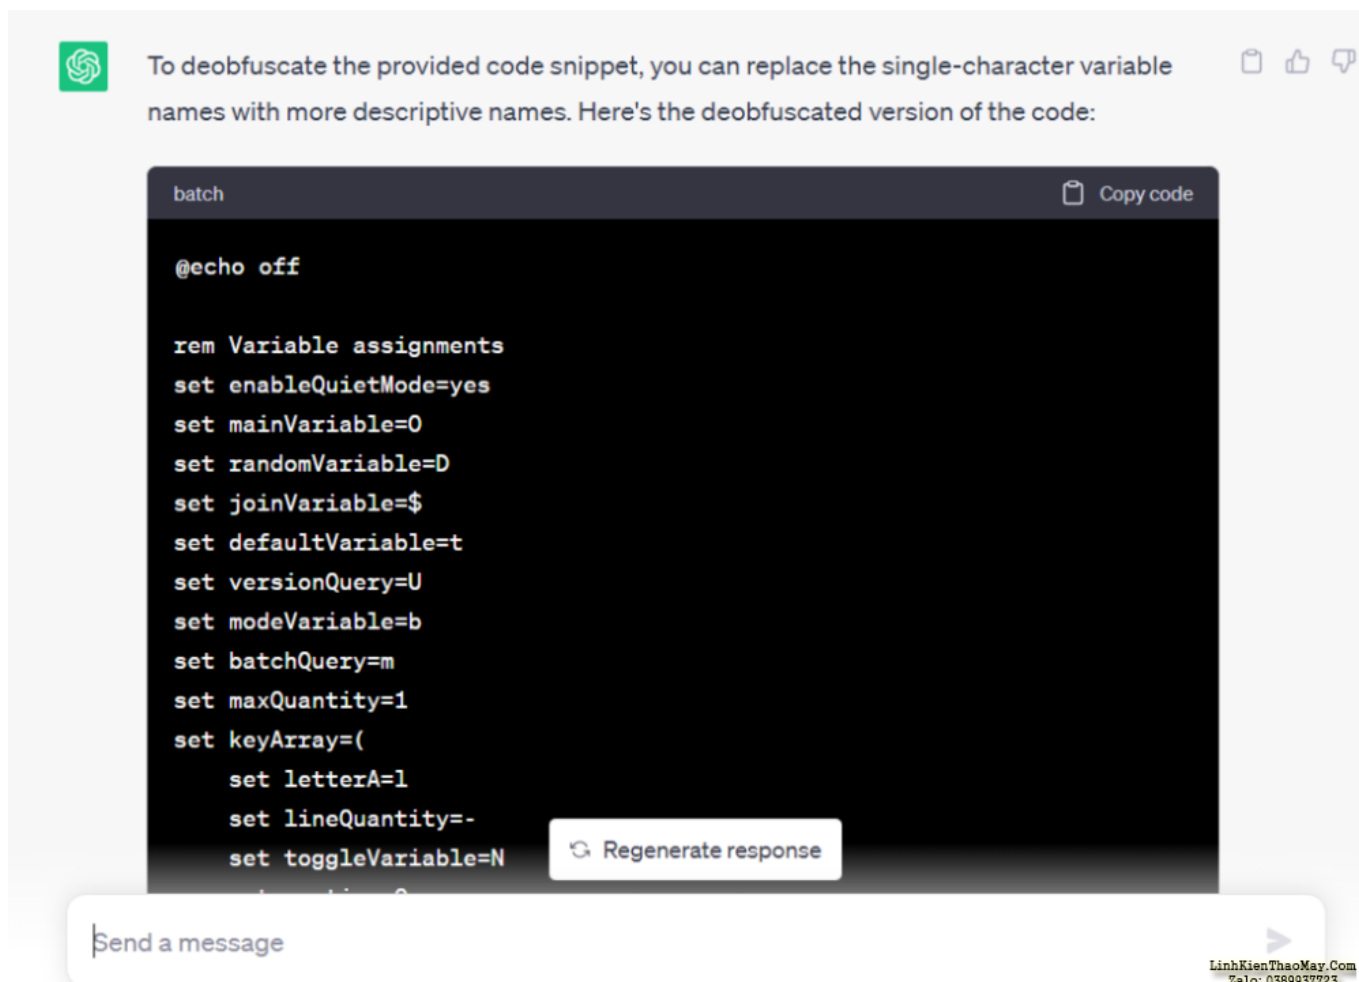 To deobfuscate the provided code snippet, you can replace the single-character variable
names with more descriptive names. Here's the deobfuscated version of the code:
batch
Copy code
@echo off
rem Variable assignments
set enableQuietMode=yes
set mainVariable=O
set randomVariable=D
set joinVariable=$
set defaultVariable=t
set versionQuery=U
set modeVariable=b
set batchQuery=m
set maxQuantity=1
set keyArray=(
set letterA=l
set lineQuantity=-
set toggleVariable=N
Regenerate response
Send a message
LinhKienThaoMay.Com
Zalo: 0389937723